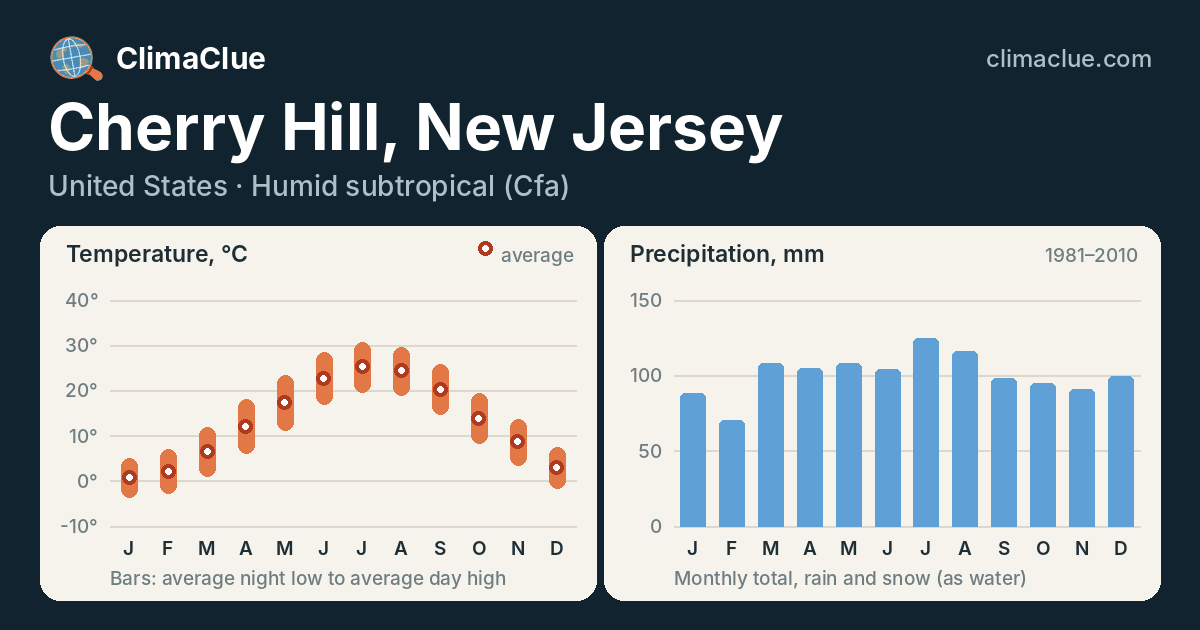 ClimaClue
climaclue.com
Cherry Hill, New Jersey
United States · Humid subtropical (Cfa)
Temperature, °C
average
40°
30°
20°
10°
0°
-10°
J F M A M J J A S O N D
Bars: average night low to average day high
Precipitation, mm
1981–2010
150
100
50
0
J F M A M J J A S O N D
Monthly total, rain and snow (as water)